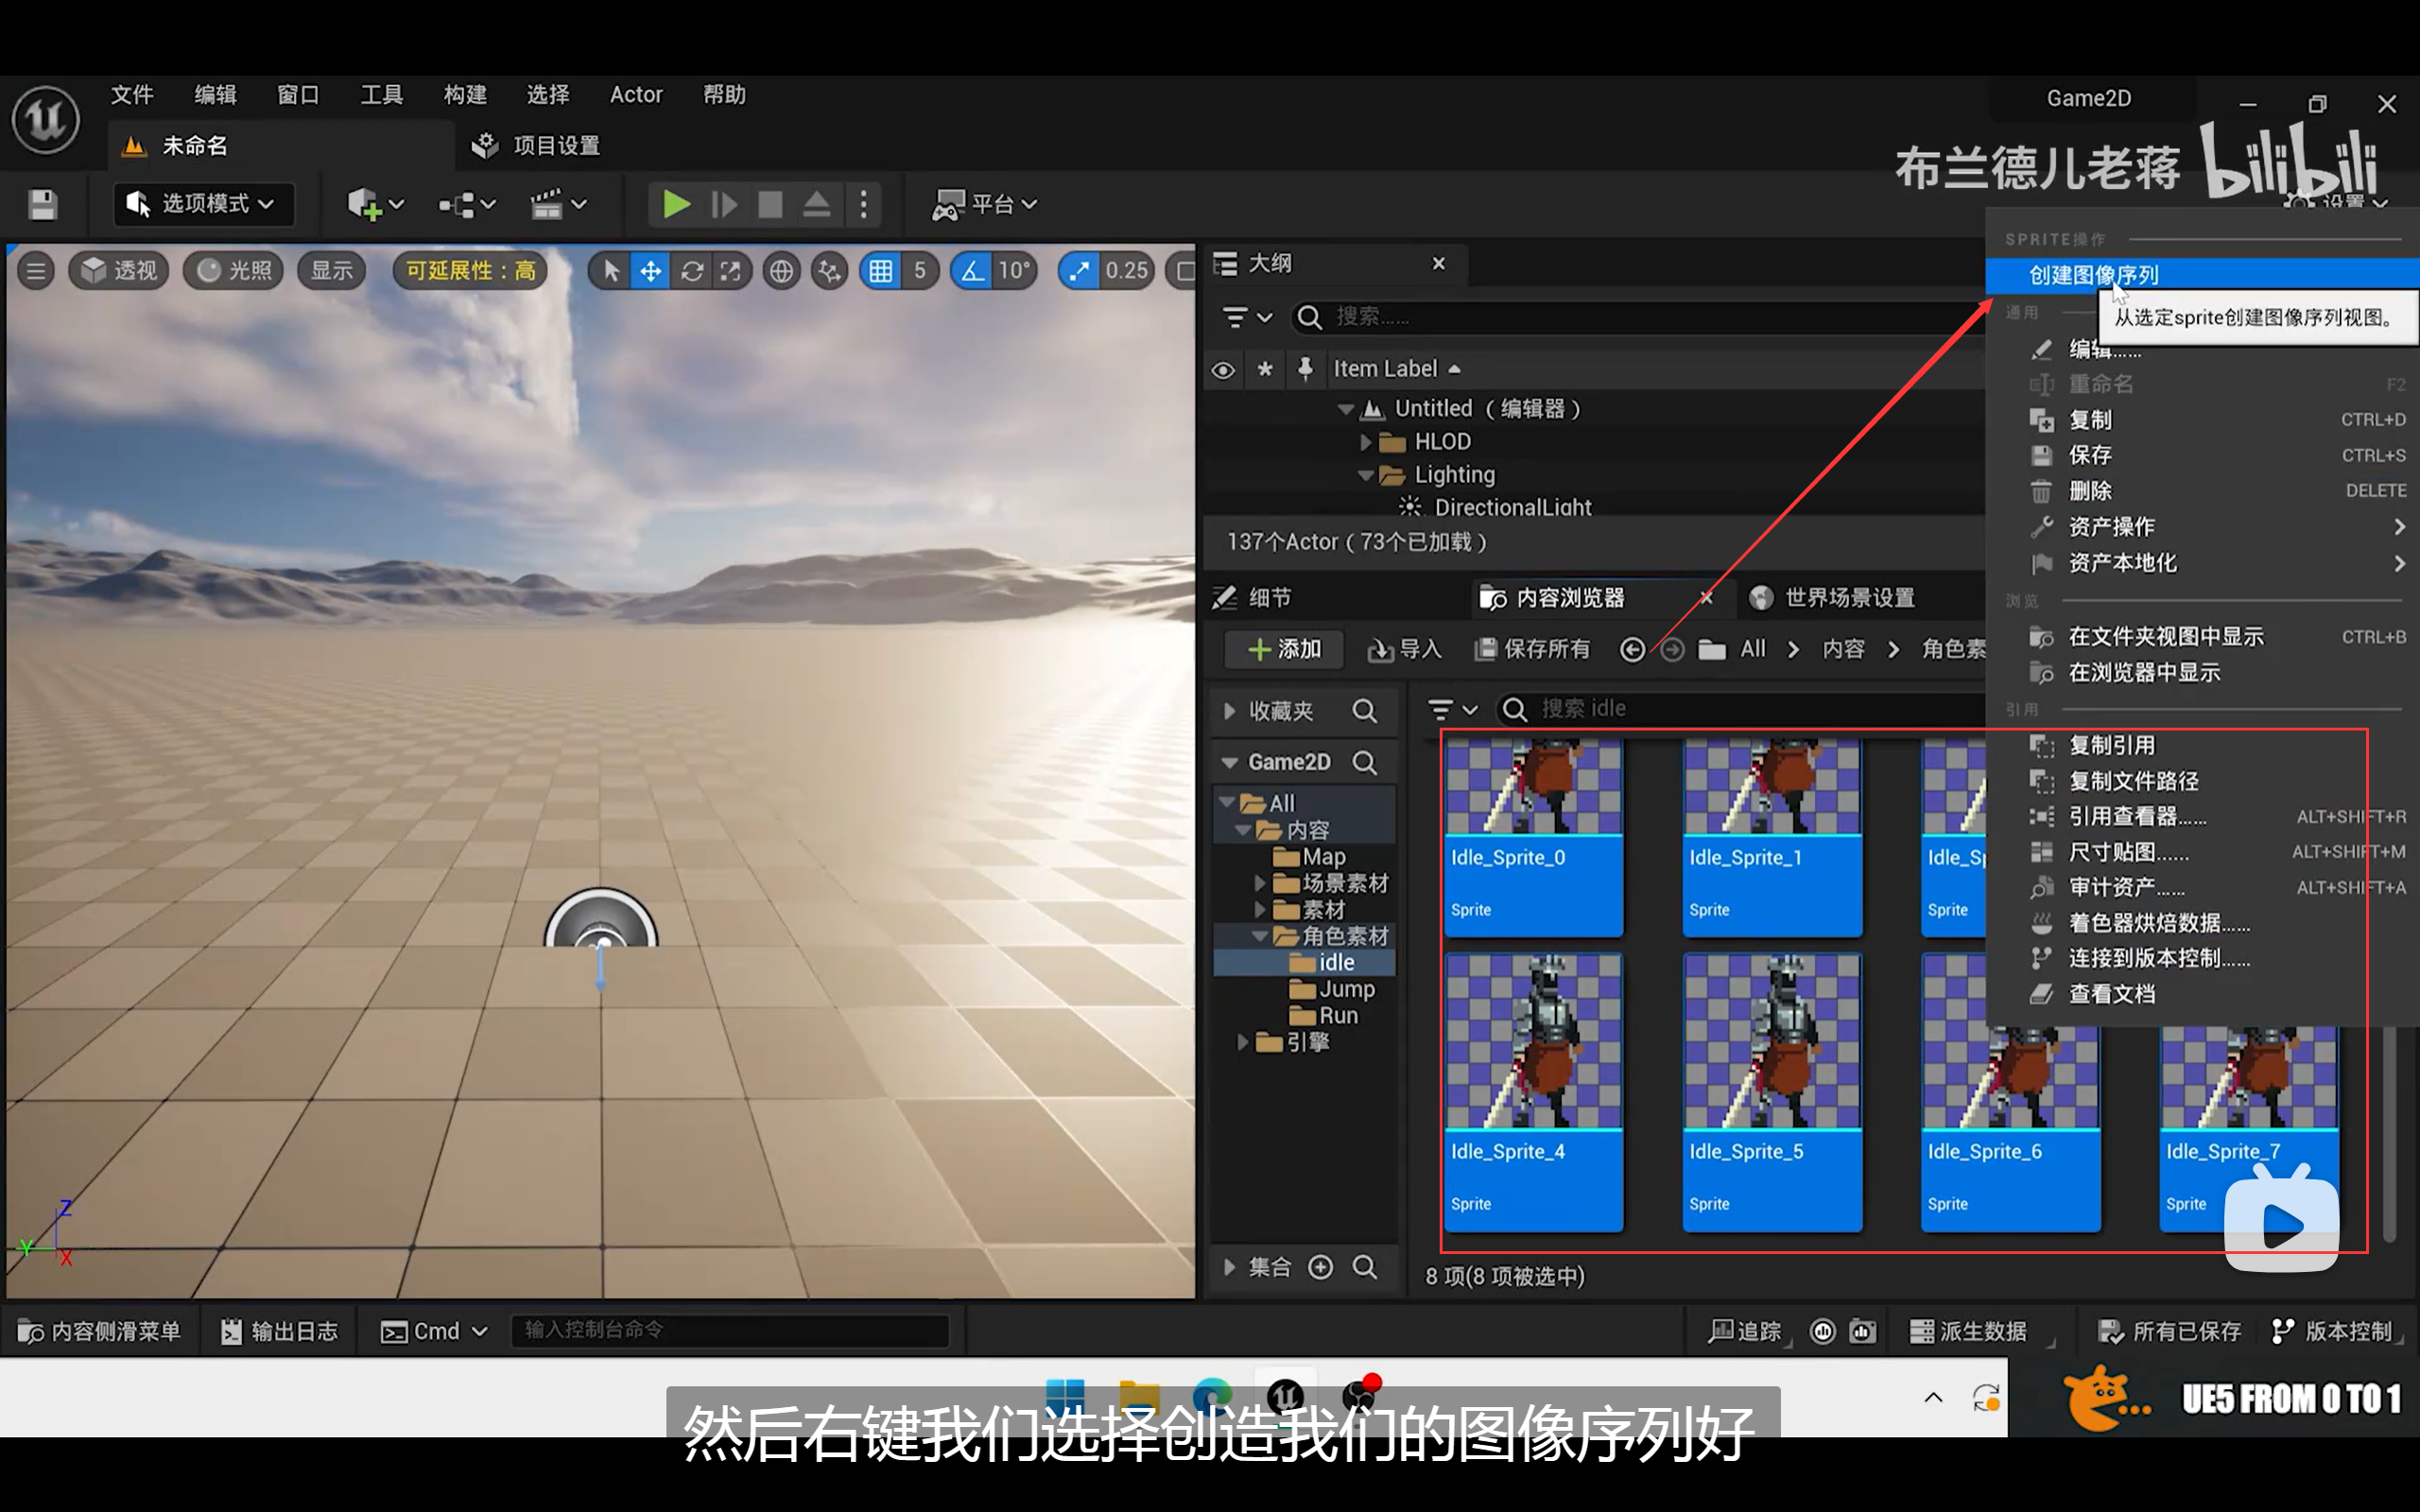 文件 编辑 窗口 工具 构建 选择 Actor 帮助
Game2D
未命名 项目设置
布兰德儿老蒋 bilibili
选项模式
平台
设置
透视 光照 显示 可延展性：高 5 10° 0.25
大纲
搜索......
Item Label
Untitled（编辑器）
HLOD
Lighting
DirectionalLight
137个Actor（73个已加载）
细节 内容浏览器 世界场景设置
添加 导入 保存所有 All 内容 角色素
收藏夹
搜索 idle
Game2D
All
内容
Map
场景素材
素材
角色素材
idle
Jump
Run
引擎
集合
Idle_Sprite_0
Sprite
Idle_Sprite_1
Sprite
Idle_Sp
Sprite
Idle_Sprite_4
Sprite
Idle_Sprite_5
Sprite
Idle_Sprite_6
Sprite
Idle_Sprite_7
Sprite
8 项(8 项被选中)
SPRITE操作
创建图像序列
从选定sprite创建图像序列视图。
通用
编辑......
重命名 F2
复制 CTRL+D
保存 CTRL+S
删除 DELETE
资产操作
资产本地化
浏览
在文件夹视图中显示 CTRL+B
在浏览器中显示
引用
复制引用
复制文件路径
引用查看器...... ALT+SHIFT+R
尺寸贴图...... ALT+SHIFT+M
审计资产...... ALT+SHIFT+A
着色器烘焙数据......
连接到版本控制......
查看文档
Z
Y
X
内容侧滑菜单 输出日志 Cmd 输入控制台命令
追踪 派生数据 所有已保存 版本控制
UE5 FROM 0 TO 1
然后右键我们选择创造我们的图像序列好